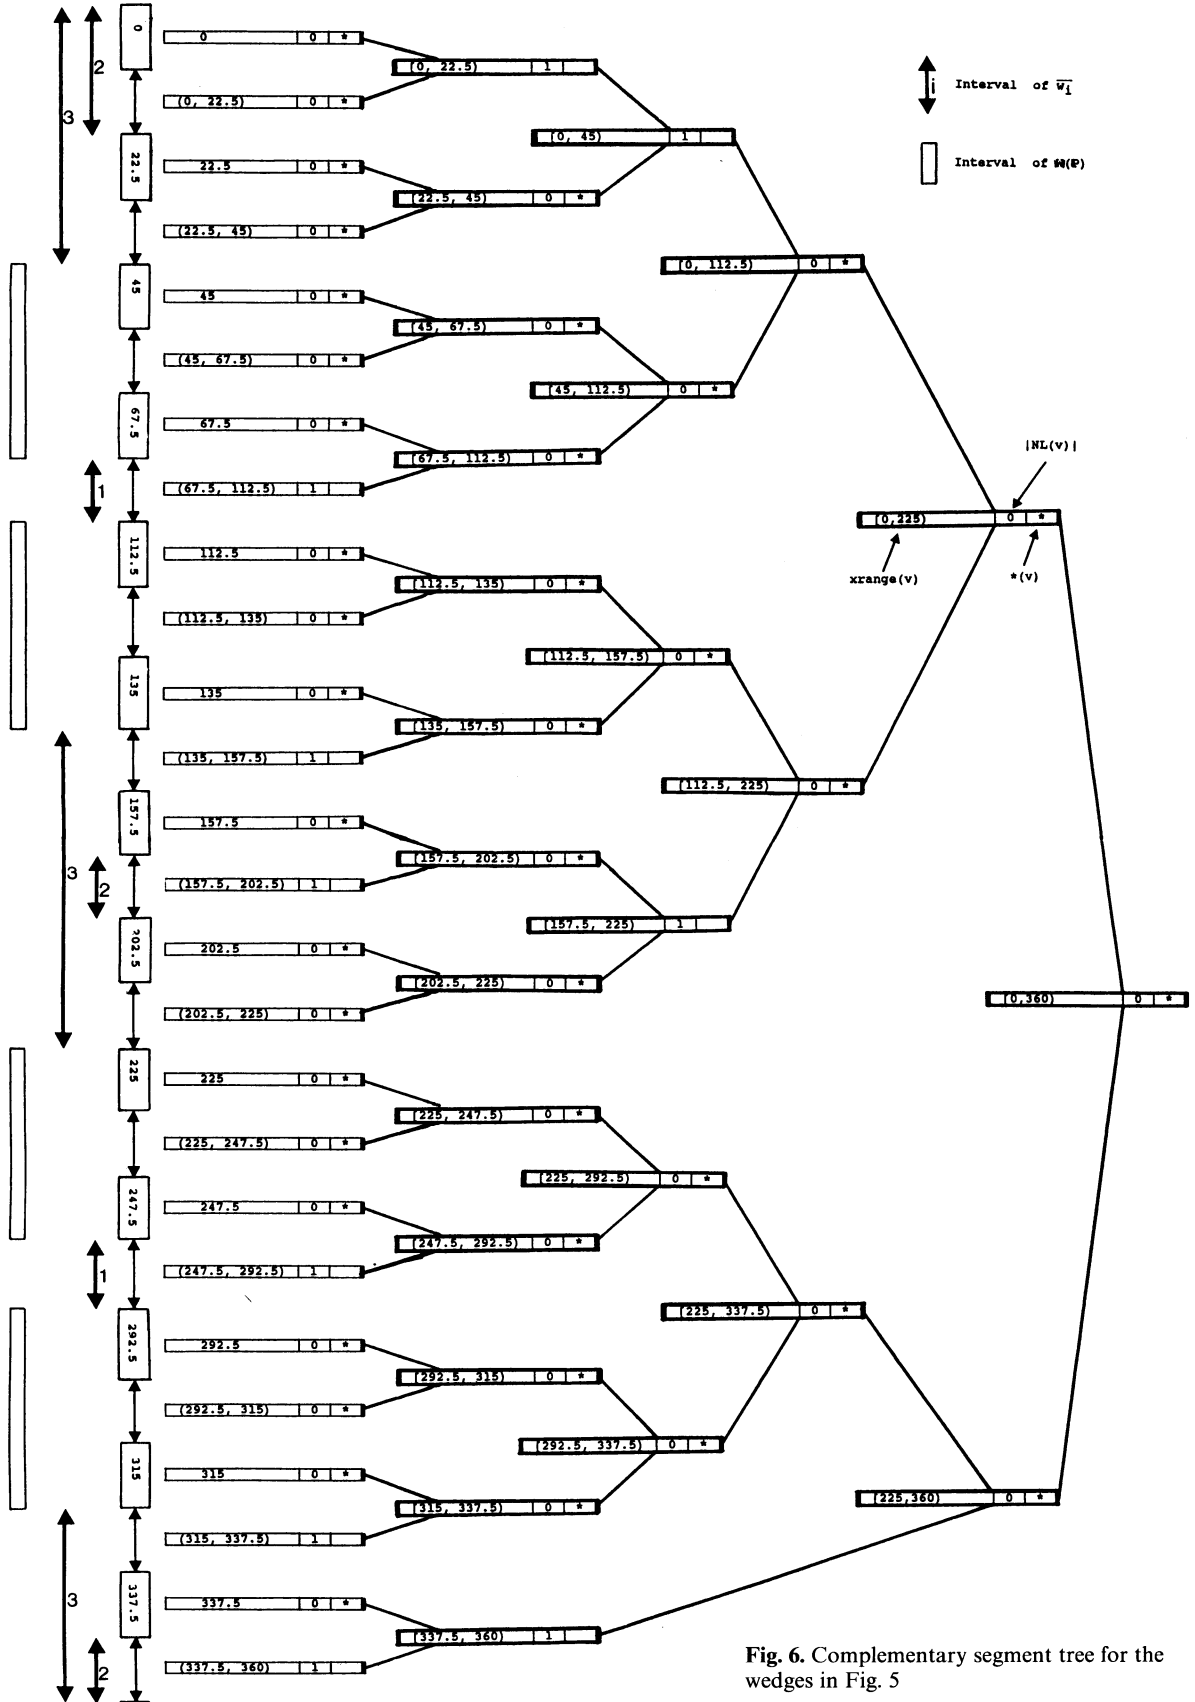 0
22.5
45
67.5
112.5
135
157.5
202.5
225
247.5
292.5
315
337.5
3
2
1
3
2
1
3
2
0 0 *
(0, 22.5) 0 *
22.5 0 *
(22.5, 45) 0 *
45 0 *
(45, 67.5) 0 *
67.5 0 *
(67.5, 112.5) 1
112.5 0 *
(112.5, 135) 0 *
135 0 *
(135, 157.5) 1
157.5 0 *
(157.5, 202.5) 1
202.5 0 *
(202.5, 225) 0 *
225 0 *
(225, 247.5) 0 *
247.5 0 *
(247.5, 292.5) 1
292.5 0 *
(292.5, 315) 0 *
315 0 *
(315, 337.5) 1
337.5 0 *
(337.5, 360) 1
[0, 22.5) 1
[22.5, 45) 0 *
[45, 67.5) 0 *
[67.5, 112.5) 0 *
[112.5, 135) 0 *
[135, 157.5) 0 *
[157.5, 202.5) 0 *
[202.5, 225) 0 *
[225, 247.5) 0 *
[247.5, 292.5) 0 *
[292.5, 315) 0 *
[315, 337.5) 0 *
[337.5, 360) 1
[0, 45) 1
[45, 112.5) 0 *
[112.5, 157.5) 0 *
[157.5, 225) 1
[225, 292.5) 0 *
[292.5, 337.5) 0 *
[0, 112.5) 0 *
[112.5, 225) 0 *
[225, 337.5) 0 *
[0,225) 0 *
[225,360) 0 *
[0,360) 0 *
|NL(v)|
xrange(v)
*(v)
i Interval of w̅i
Interval of W(P)
Fig. 6. Complementary segment tree for the
wedges in Fig. 5